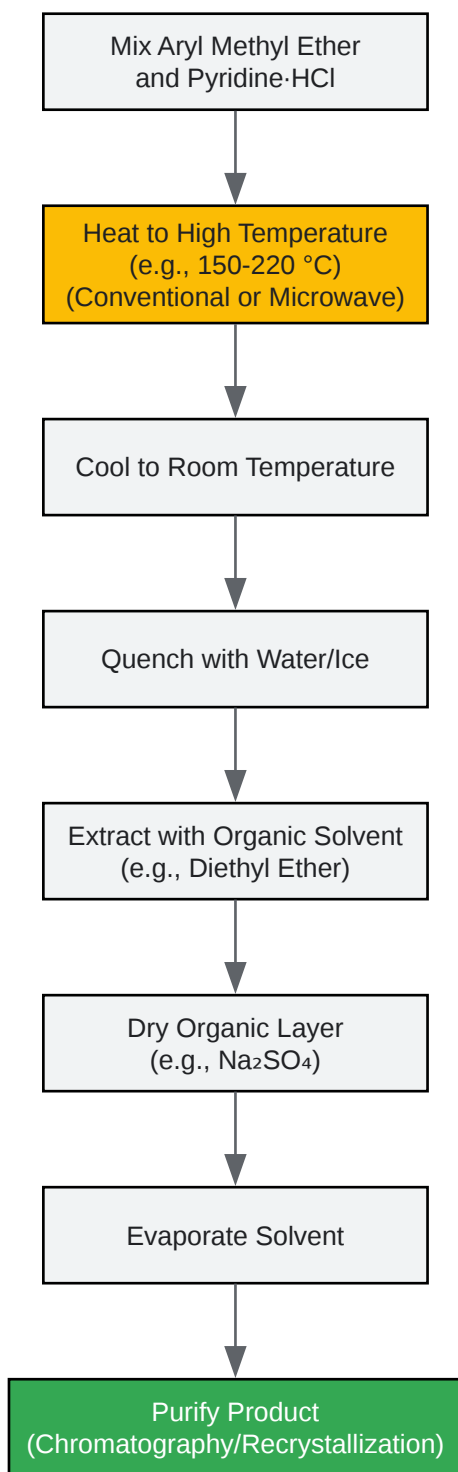 Mix Aryl Methyl Ether
and Pyridine·HCl
Heat to High Temperature
(e.g., 150-220 °C)
(Conventional or Microwave)
Cool to Room Temperature
Quench with Water/Ice
Extract with Organic Solvent
(e.g., Diethyl Ether)
Dry Organic Layer
(e.g., Na₂SO₄)
Evaporate Solvent
Purify Product
(Chromatography/Recrystallization)